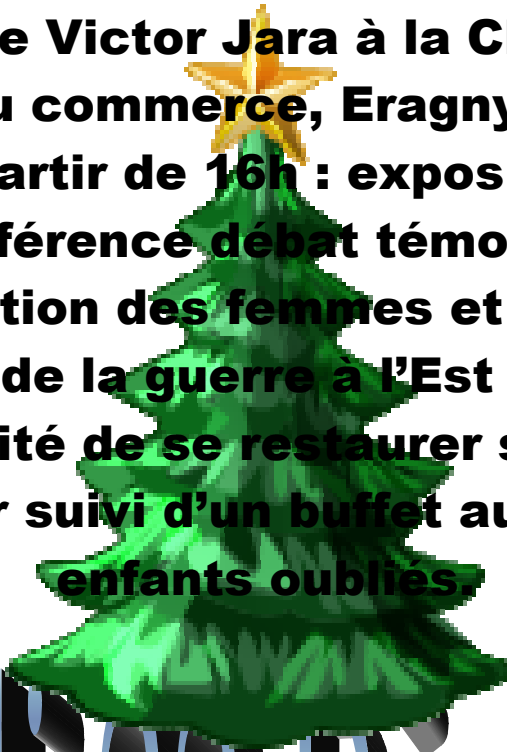 e Victor Jara à la C
u commerce, Eragny
artir de 16h : expos
férence débat témo
tion des femmes et
de la guerre à l’Est
ité de se restaurer s
r suivi d’un buffet au
enfants oubliés.